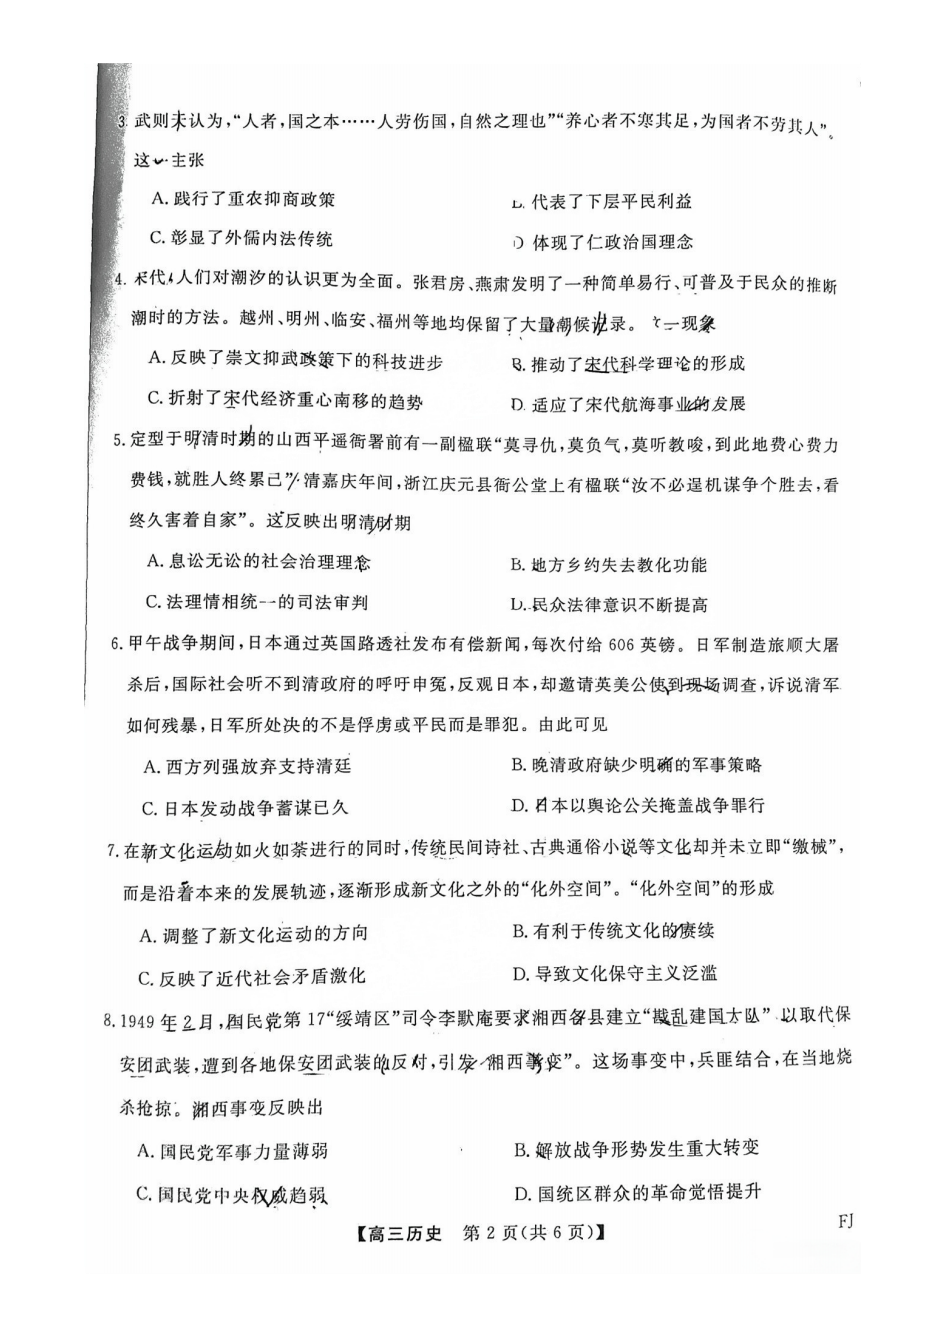 3. 武则天认为，“人者，国之本……人劳伤国，自然之理也”“养心者不寒其足，为国者不劳其人”。
这一主张
A. 践行了重农抑商政策
B. 代表了下层平民利益
C. 彰显了外儒内法传统
D. 体现了仁政治国理念
4. 宋代，人们对潮汐的认识更为全面。张君房、燕肃发明了一种简单易行、可普及于民众的推断
潮时的方法。越州、明州、临安、福州等地均保留了大量潮候记录。这一现象
A. 反映了崇文抑武政策下的科技进步
B. 推动了宋代科学理论的形成
C. 折射了宋代经济重心南移的趋势
D. 适应了宋代航海事业的发展
5. 定型于明清时期的山西平遥衙署前有一副楹联“莫寻仇，莫负气，莫听教唆，到此地费心费力
费钱，就胜人终累己”；清嘉庆年间，浙江庆元县衙公堂上有楹联“汝不必逞机谋争个胜去，看
终久害着自家”。这反映出明清时期
A. 息讼无讼的社会治理理念
B. 地方乡约失去教化功能
C. 法理情相统一的司法审判
D. 民众法律意识不断提高
6. 甲午战争期间，日本通过英国路透社发布有偿新闻，每次付给 606 英镑。日军制造旅顺大屠
杀后，国际社会听不到清政府的呼吁申冤，反观日本，却邀请英美公使到现场调查，诉说清军
如何残暴，日军所处决的不是俘虏或平民而是罪犯。由此可见
A. 西方列强放弃支持清廷
B. 晚清政府缺少明确的军事策略
C. 日本发动战争蓄谋已久
D. 日本以舆论公关掩盖战争罪行
7. 在新文化运动如火如荼进行的同时，传统民间诗社、古典通俗小说等文化却并未立即“缴械”，
而是沿着本来的发展轨迹，逐渐形成新文化之外的“化外空间”。“化外空间”的形成
A. 调整了新文化运动的方向
B. 有利于传统文化的赓续
C. 反映了近代社会矛盾激化
D. 导致文化保守主义泛滥
8. 1949 年 2 月，国民党第 17“绥靖区”司令李默庵要求湘西各县建立“戡乱建国大队”以取代保
安团武装，遭到各地保安团武装的反对，引发“湘西事变”。这场事变中，兵匪结合，在当地烧
杀抢掠。湘西事变反映出
A. 国民党军事力量薄弱
B. 解放战争形势发生重大转变
C. 国民党中央权威趋弱
D. 国统区群众的革命觉悟提升
【高三历史 第 2 页（共 6 页）】
FJ